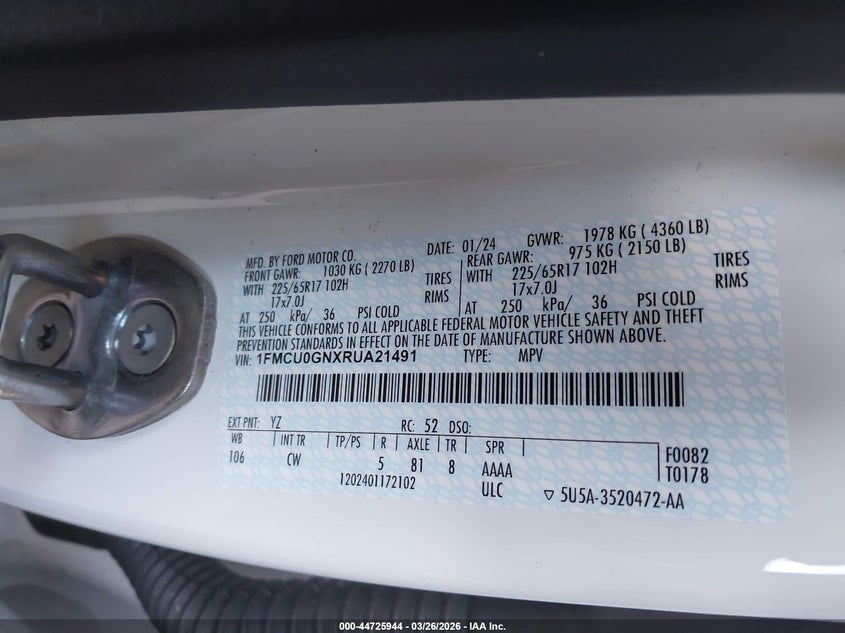 MFD. BY FORD MOTOR CO. DATE: 01/24 GVWR: 1978 KG ( 4360 LB)
FRONT GAWR: 1030 KG ( 2270 LB) REAR GAWR: 975 KG ( 2150 LB)
WITH 225/65R17 102H TIRES WITH 225/65R17 102H TIRES
17x7.0J RIMS 17x7.0J RIMS
AT 250 kPa/ 36 PSI COLD AT 250 kPa/ 36 PSI COLD
THIS VEHICLE CONFORMS TO ALL APPLICABLE FEDERAL MOTOR VEHICLE SAFETY AND THEFT
PREVENTION STANDARDS IN EFFECT ON THE DATE OF MANUFACTURE SHOWN ABOVE.
VIN: 1FMCU0GNXRUA21491 TYPE: MPV
EXT PNT: YZ RC: 52 DSO:
WB INT TR TP/PS R AXLE TR SPR
106 CW 5 81 8 AAAA
F0082
T0178
1202401172102 ULC ▽ 5U5A-3520472-AA
000-44725944 | 03/26/2026 - IAA Inc.